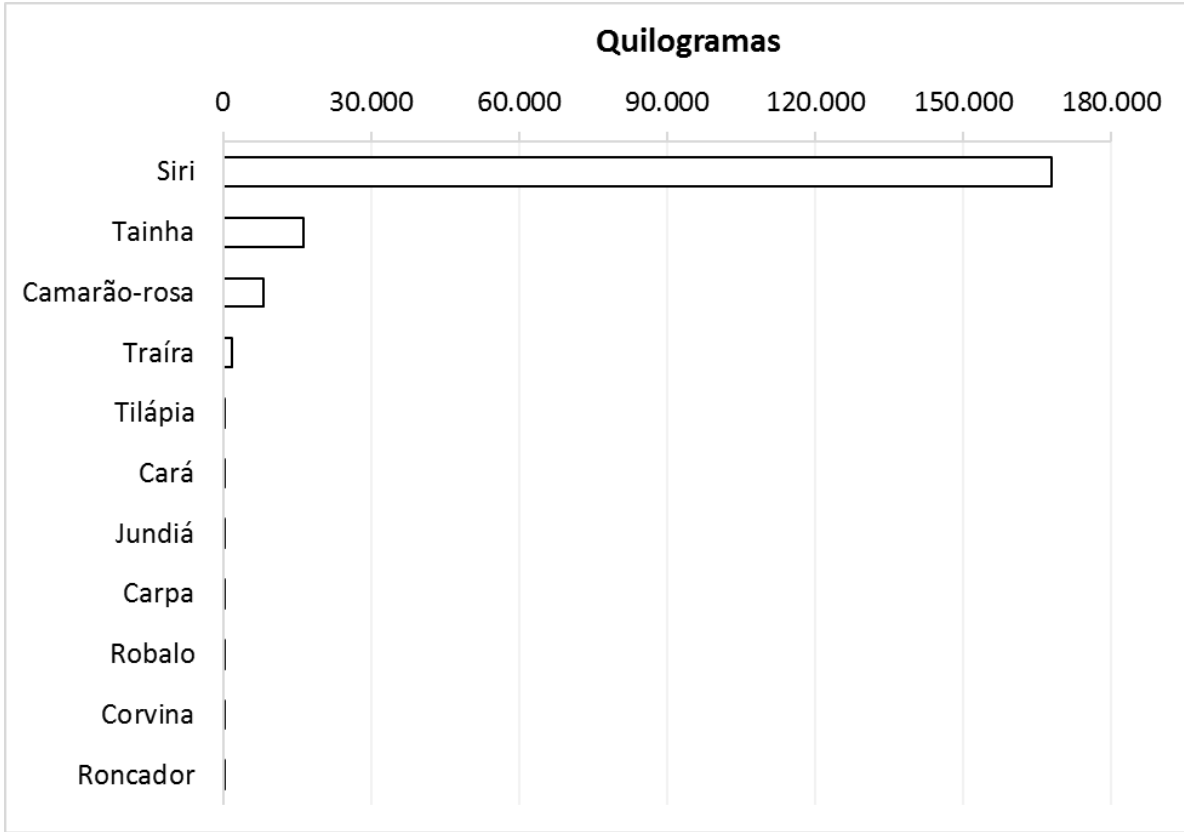 Quilogramas
0 30.000 60.000 90.000 120.000 150.000 180.000
Siri
Tainha
Camarão-rosa
Traíra
Tilápia
Cará
Jundiá
Carpa
Robalo
Corvina
Roncador